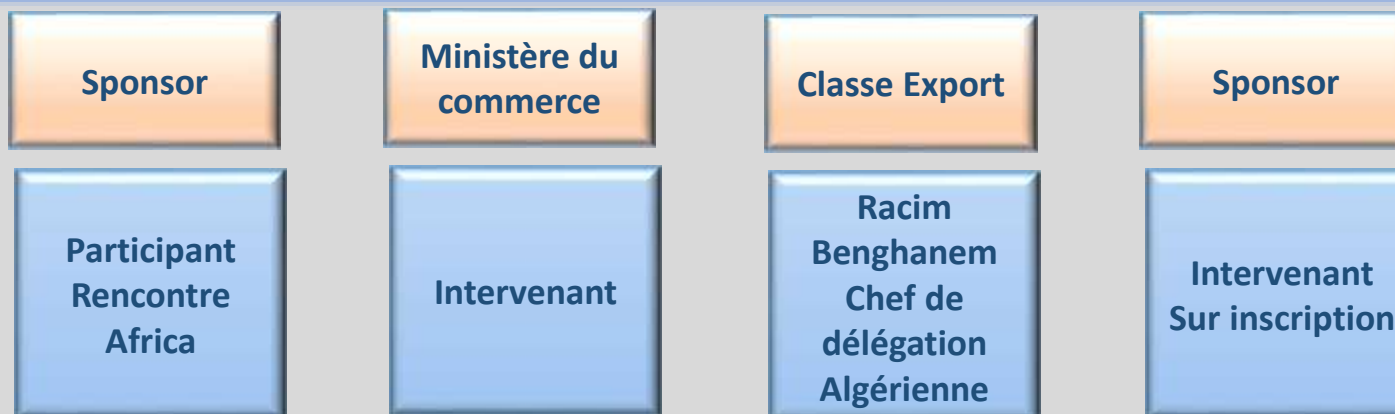 Sponsor
Ministère du
commerce
Classe Export
Sponsor
Participant
Rencontre
Africa
Intervenant
Racim
Benghanem
Chef de
délégation
Algérienne
Intervenant
Sur inscription